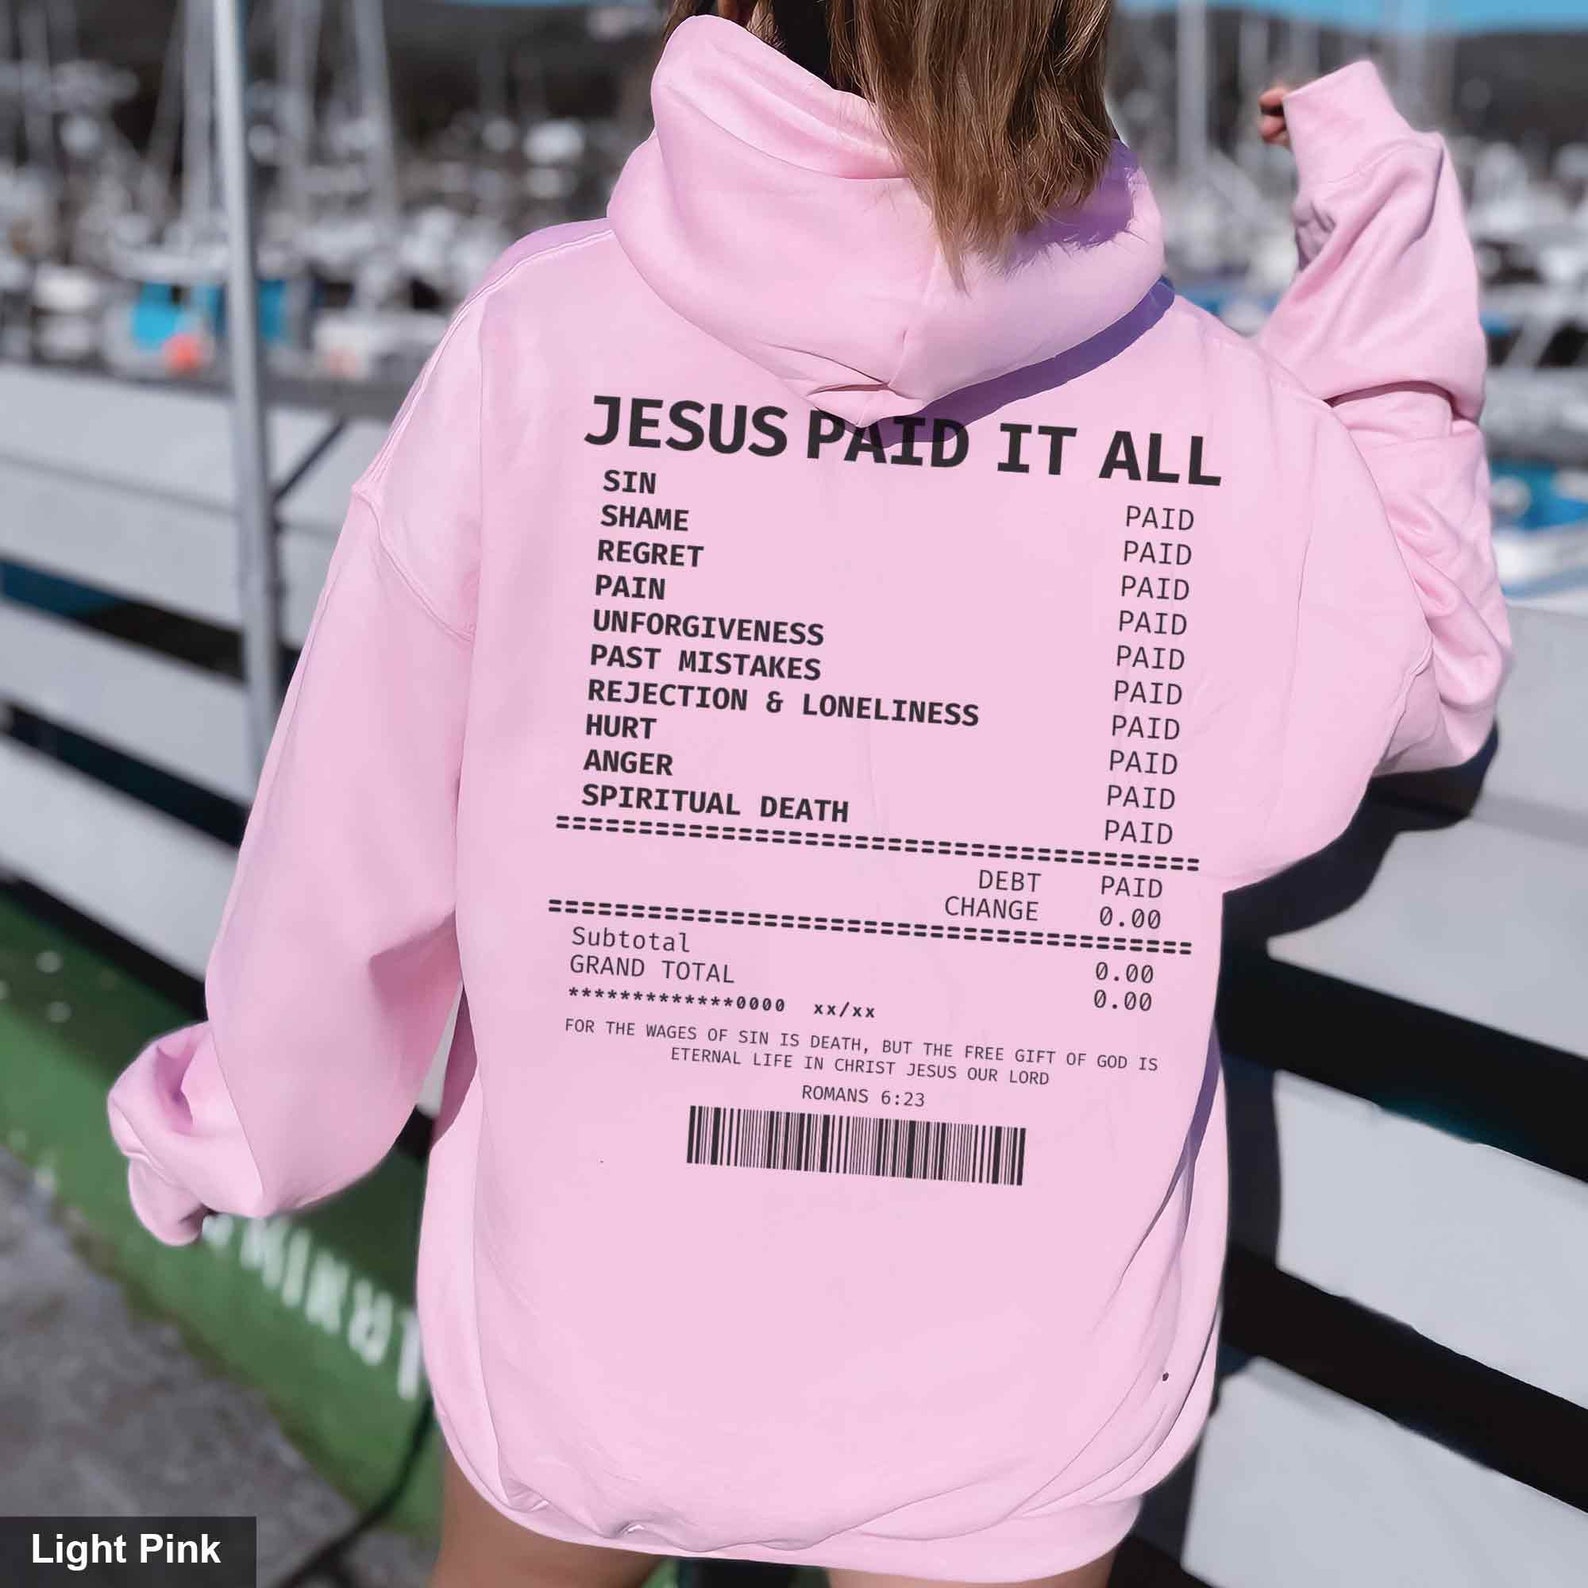 JESUS PAID IT ALL
SIN PAID
SHAME PAID
REGRET PAID
PAIN PAID
UNFORGIVENESS PAID
PAST MISTAKES PAID
REJECTION & LONELINESS PAID
HURT PAID
ANGER PAID
SPIRITUAL DEATH PAID
========================================
DEBT PAID
CHANGE 0.00
========================================
Subtotal 0.00
GRAND TOTAL 0.00
*************0000 xx/xx
FOR THE WAGES OF SIN IS DEATH, BUT THE FREE GIFT OF GOD IS
ETERNAL LIFE IN CHRIST JESUS OUR LORD
ROMANS 6:23
Light Pink